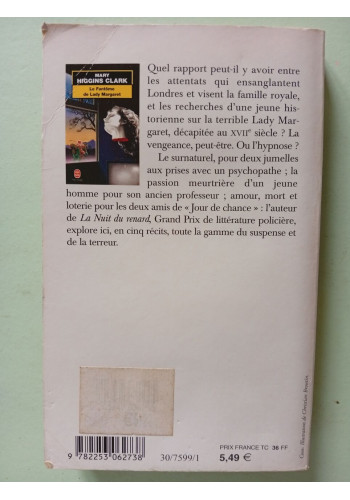 MARY
HIGGINS CLARK
Le Fantôme
de Lady Margaret
Quel rapport peut-il y avoir entre
les attentats qui ensanglantent
Londres et visent la famille royale,
et les recherches d'une jeune his-
torienne sur la terrible Lady Mar-
garet, décapitée au XVIIe siècle ? La
vengeance, peut-être. Ou l'hypnose ?
Le surnaturel, pour deux jumelles
aux prises avec un psychopathe ; la
passion meurtrière d'un jeune
homme pour son ancien professeur ; amour, mort et
loterie pour les deux amis de « Jour de chance » : l'auteur
de La Nuit du renard, Grand Prix de littérature policière,
explore ici, en cinq récits, toute la gamme du suspense et
de la terreur.
9 782253 062738
30/7599/1
PRIX FRANCE TC 36 FF
5,49 €